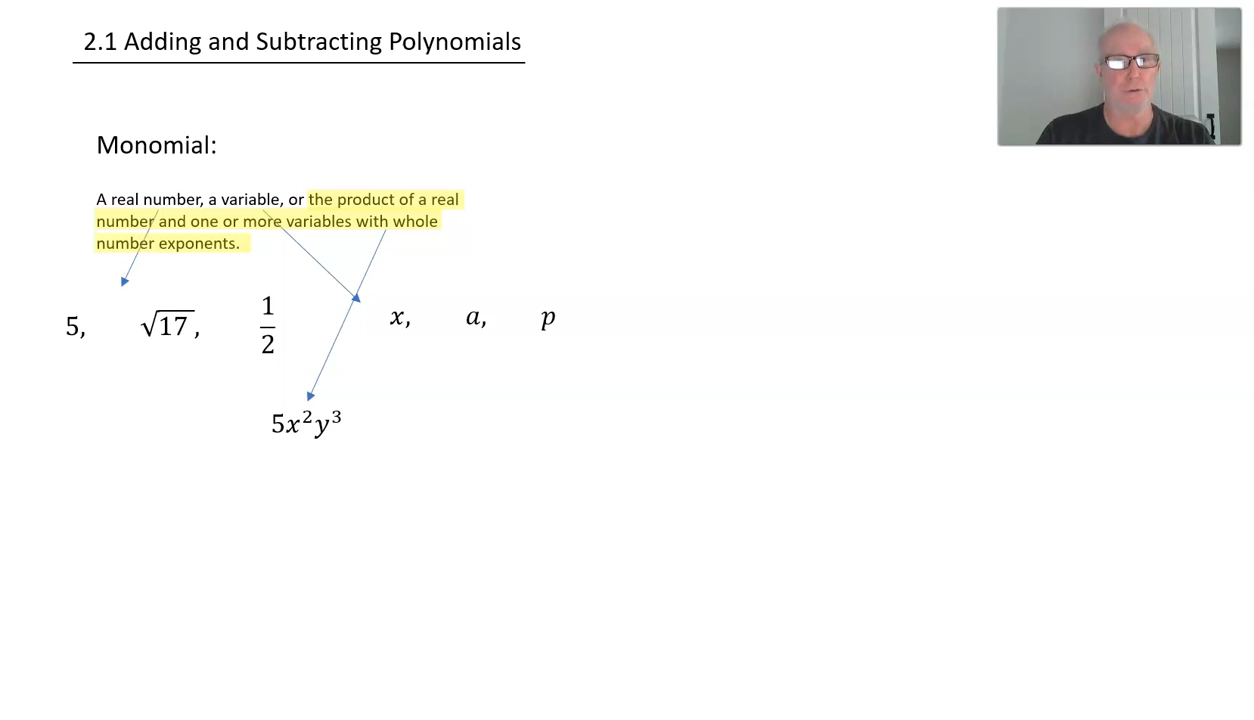 2.1 Adding and Subtracting Polynomials
Monomial:
A real number, a variable, or the product of a real
number and one or more variables with whole
number exponents.
5, √17, 1/2 x, a, p
5x²y³